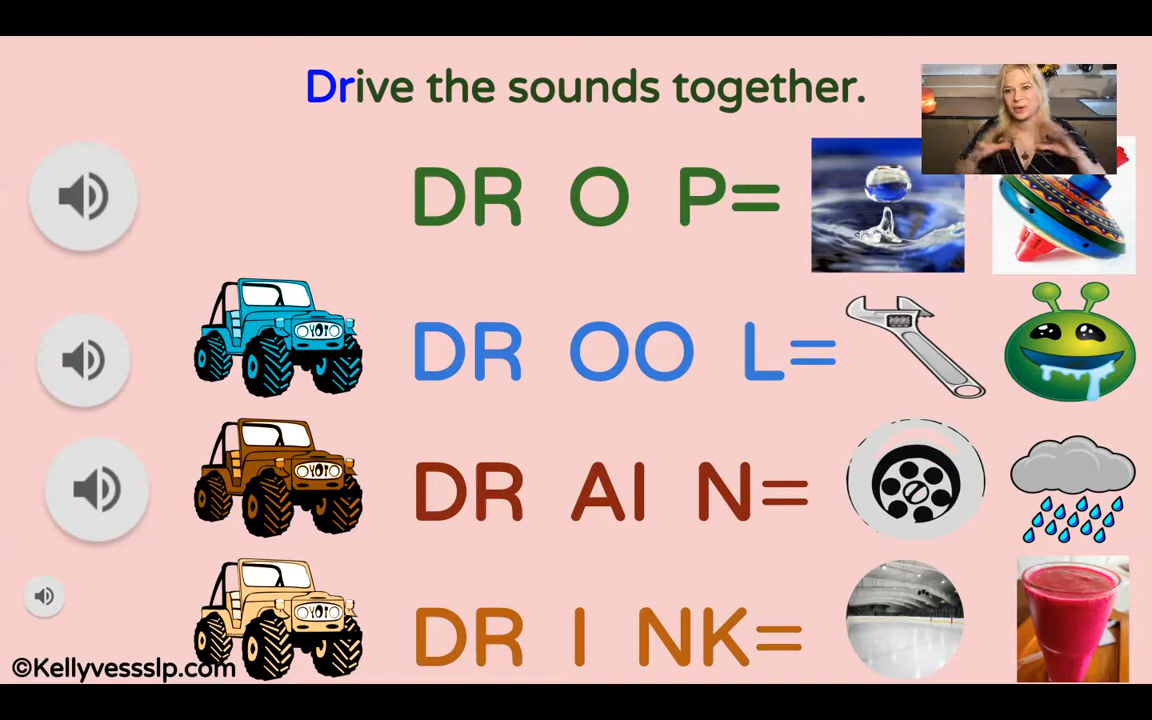 Drive the sounds together.
DR O P=
DR OO L=
DR AI N=
DR I NK=
©Kellyvessslp.com